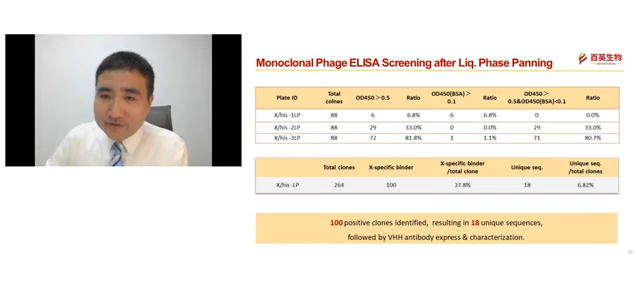 Monoclonal Phage ELISA Screening after Liq. Phase Panning
百英生物
Plate ID Total colnes OD450＞0.5 Ratio OD450(BSA)＞0.1 Ratio OD450＞0.5&OD450(BSA)<0.1 Ratio
X/his -1LP 88 6 6.8% 6 6.8% 0 0.0%
X/his -2LP 88 29 33.0% 0 0.0% 29 33.0%
X/his -3LP 88 72 81.8% 1 1.1% 71 80.7%
Total clones X-specific binder X-specific binder /total clone Unique seq. Unique seq. /total clones
X/his -LP 264 100 37.8% 18 6.82%
100 positive clones identified, resulting in 18 unique sequences,
followed by VHH antibody express & characterization.